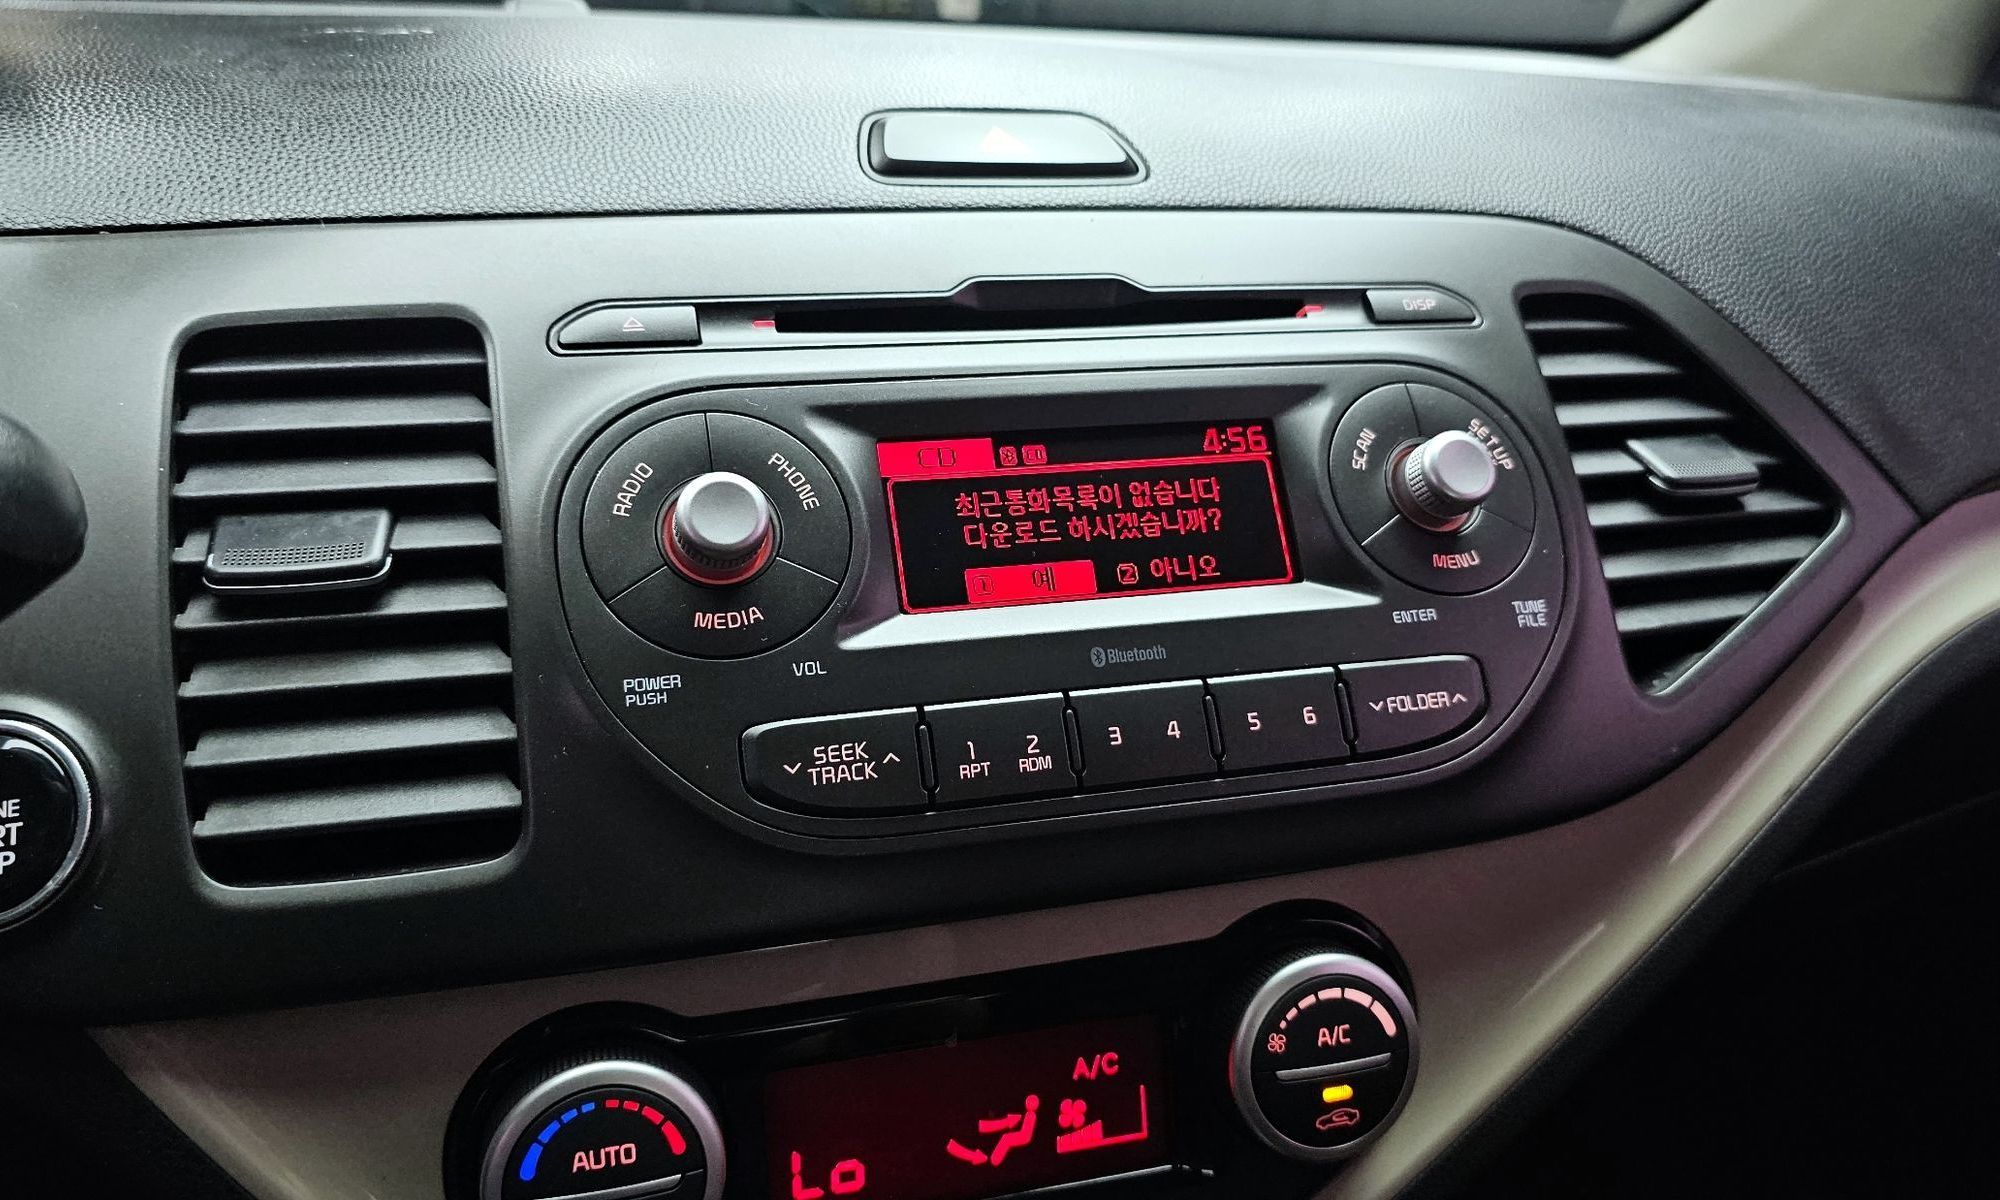 DISP
CD 4:56
최근통화목록이 없습니다
다운로드 하시겠습니까?
1 예 2 아니오
RADIO
PHONE
MEDIA
POWER
PUSH
VOL
SCAN
SETUP
MENU
ENTER
TUNE
FILE
Bluetooth
SEEK
TRACK
1
RPT
2
RDM
3 4
5 6
FOLDER
A/C
Lo
AUTO
A/C